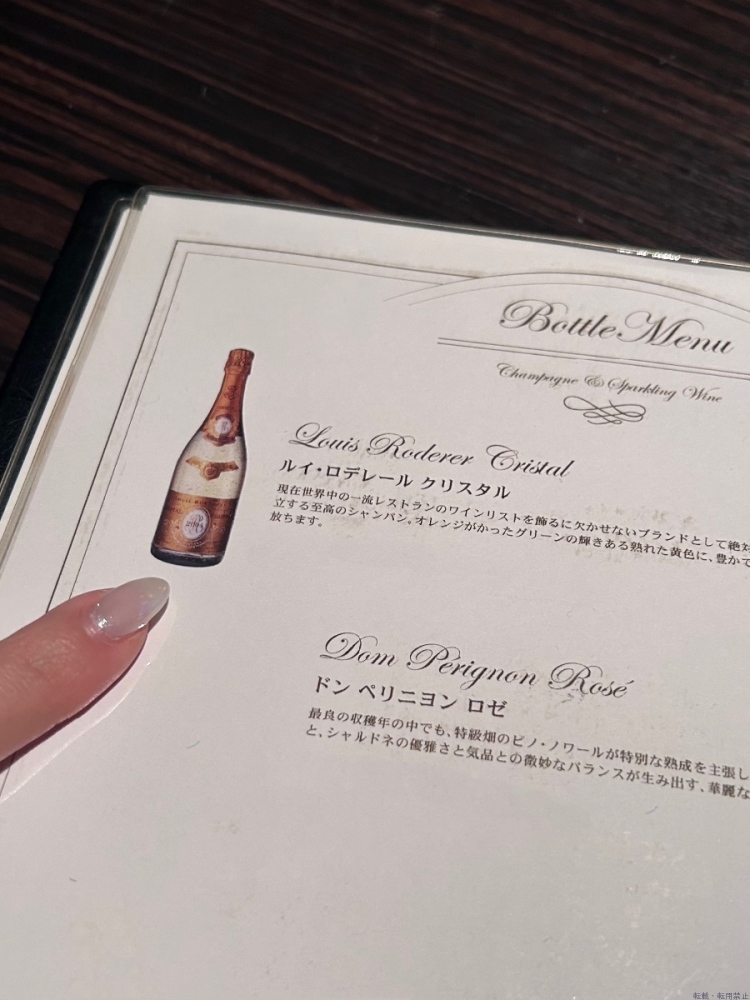 Bottle Menu
Champagne & Sparkling Wine
Louis Roderer Cristal
ルイ・ロデレール クリスタル
現在世界中の一流レストランのワインリストを飾るに欠かせないブランドとして絶対
立する至高のシャンパン。オレンジがかったグリーンの輝きある熟れた黄色に、豊かで
放ちます。
Dom Pérignon Rosé
ドン ペリニヨン ロゼ
最良の収穫年の中でも、特級畑のピノ・ノワールが特別な熟成を主張し
と、シャルドネの優雅さと気品との微妙なバランスが生み出す、華麗な
転載・転用禁止